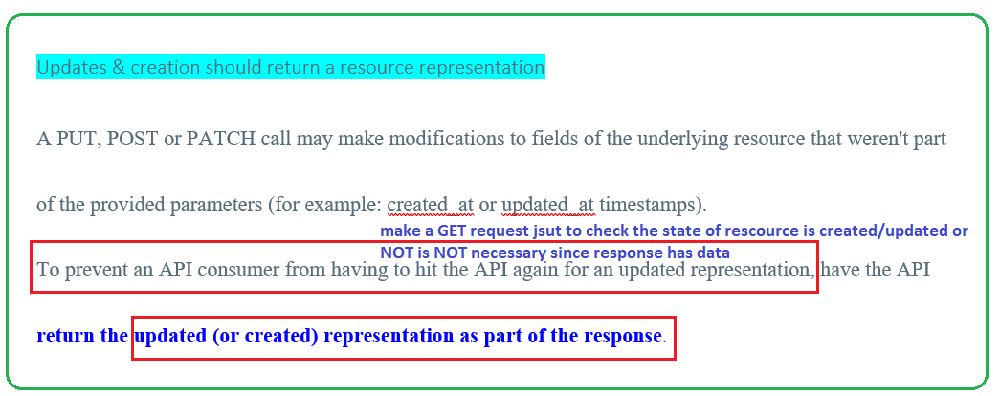 Updates & creation should return a resource representation
A PUT, POST or PATCH call may make modifications to fields of the underlying resource that weren't part
of the provided parameters (for example: created_at or updated_at timestamps).
make a GET request jsut to check the state of rescource is created/updated or
NOT is NOT necessary since response has data
To prevent an API consumer from having to hit the API again for an updated representation, have the API
return the updated (or created) representation as part of the response.